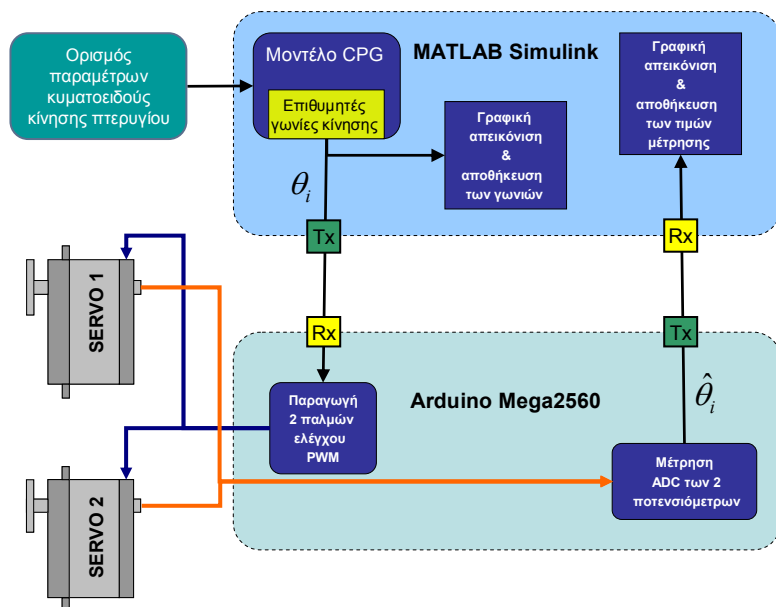 Ορισμός
παραμέτρων
κυματοειδούς
κίνησης πτερυγίου
Μοντέλο CPG
Επιθυμητές
γωνίες κίνησης
MATLAB Simulink
Γραφική
απεικόνιση
&
αποθήκευση
των γωνιών
Γραφική
απεικόνιση
&
αποθήκευση
των τιμών
μέτρησης
θi
Tx
Rx
SERVO 1
Rx
Tx
Παραγωγή
2 παλμών
ελέγχου
PWM
Arduino Mega2560
θ̂i
Μέτρηση
ADC των 2
ποτενσιόμετρων
SERVO 2